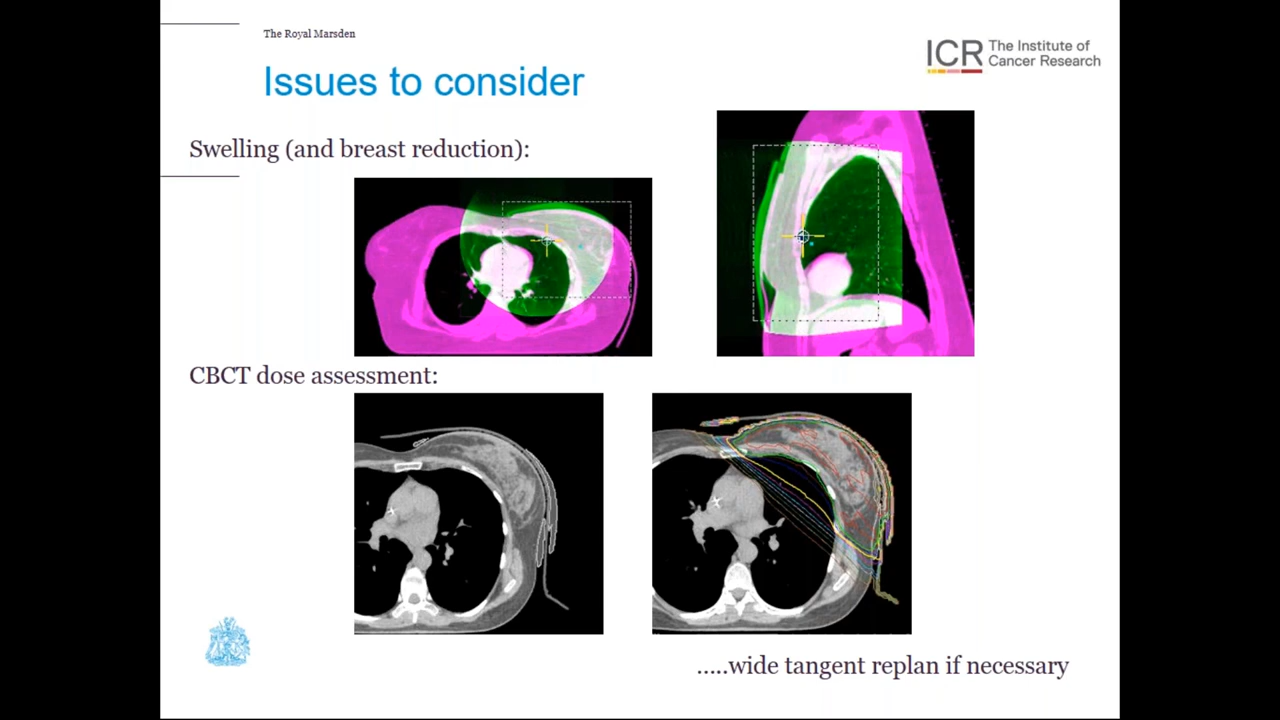 The Royal Marsden
ICR The Institute of
Cancer Research
Issues to consider
Swelling (and breast reduction):
CBCT dose assessment:
.....wide tangent replan if necessary